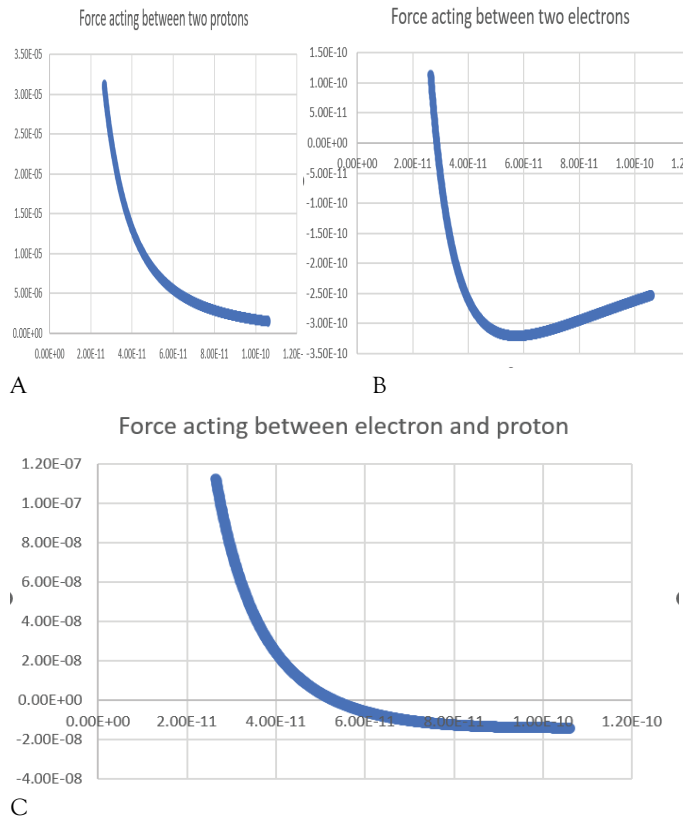 Force acting between two protons
3.50E-05
3.00E-05
2.50E-05
2.00E-05
1.50E-05
1.00E-05
5.00E-06
0.00E+00
0.00E+00 2.00E-11 4.00E-11 6.00E-11 8.00E-11 1.00E-10 1.20E-
A
Force acting between two electrons
1.50E-10
1.00E-10
5.00E-11
0.00E+00
0.00E+00 2.00E-11 4.00E-11 6.00E-11 8.00E-11 1.00E-10 1.2
-5.00E-11
-1.00E-10
-1.50E-10
-2.00E-10
-2.50E-10
-3.00E-10
-3.50E-10
B
Force acting between electron and proton
1.20E-07
1.00E-07
8.00E-08
6.00E-08
4.00E-08
2.00E-08
0.00E+00
0.00E+00 2.00E-11 4.00E-11 6.00E-11 8.00E-11 1.00E-10 1.20E-10
-2.00E-08
-4.00E-08
C